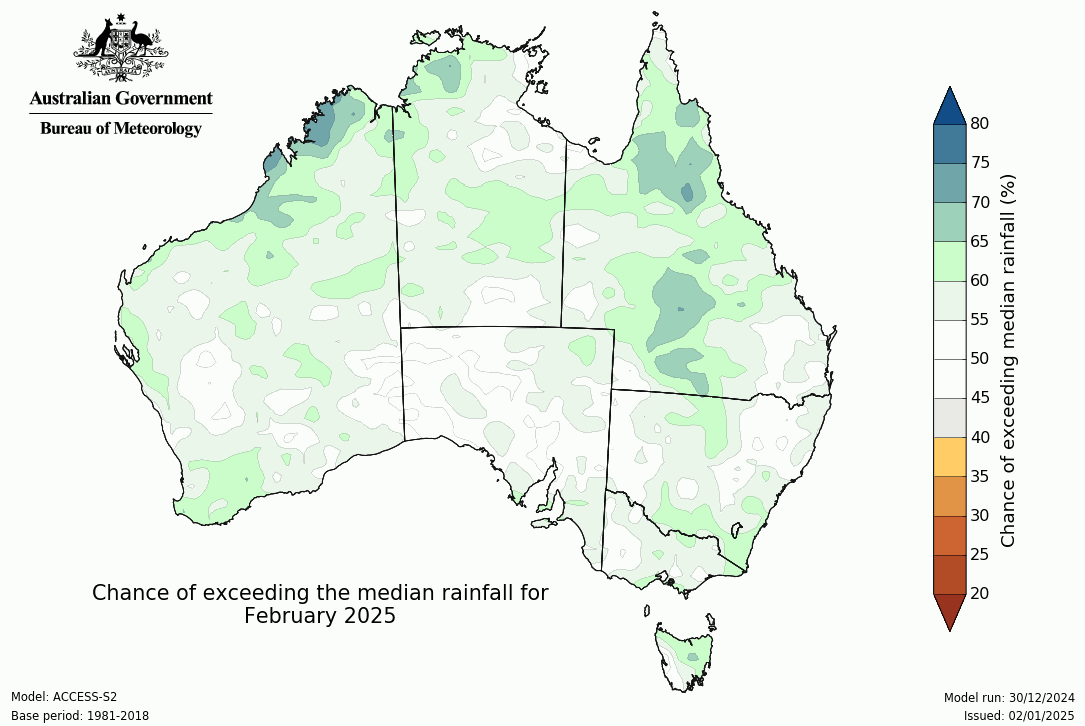 Australian Government
Bureau of Meteorology
80
75
70
65
60
55
50
45
40
35
30
25
20
Chance of exceeding median rainfall (%)
Chance of exceeding the median rainfall for
February 2025
Model: ACCESS-S2
Base period: 1981-2018
Model run: 30/12/2024
Issued: 02/01/2025